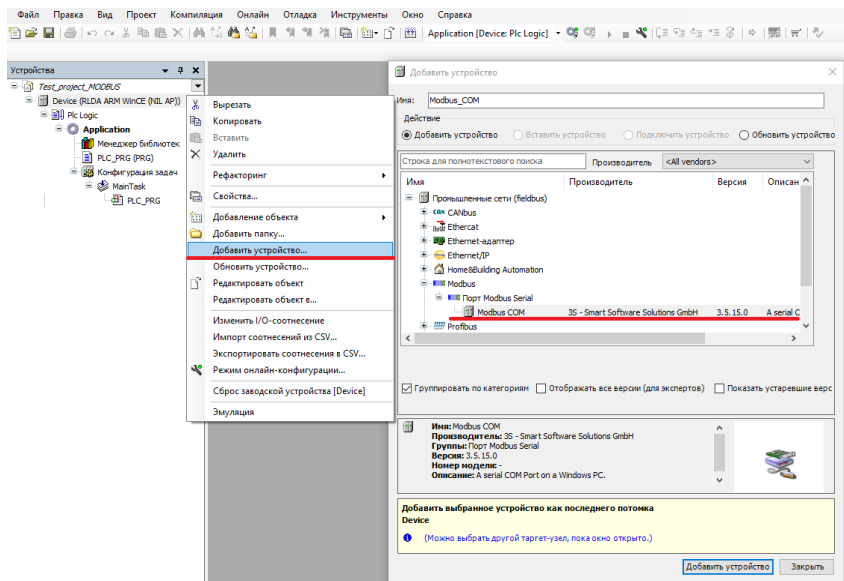 Файл Правка Вид Проект Компиляция Онлайн Отладка Инструменты Окно Справка
Application [Device: Plc Logic]
Устройства
Test_project_MODBUS
Device (RLDA ARM WinCE (NIL AP))
Plc Logic
Application
Менеджер библиотек
PLC_PRG (PRG)
Конфигурация задач
MainTask
PLC_PRG
Вырезать
Копировать
Вставить
Удалить
Рефакторинг
Свойства...
Добавление объекта
Добавить папку...
Добавить устройство...
Обновить устройство...
Редактировать объект
Редактировать объект в...
Изменить I/O-соотнесение
Импорт соотнесений из CSV...
Экспортировать соотнесения в CSV...
Режим онлайн-конфигурации...
Сброс заводской устройства [Device]
Эмуляция
Добавить устройство
Имя: Modbus_COM
Действие
Добавить устройство Вставить устройство Подключить устройство Обновить устройство
Строка для полнотекстового поиска Производитель <All vendors>
Имя Производитель Версия Описан
Промышленные сети (fieldbus)
CAN CANbus
Ethercat
Ethernet-адаптер
Ethernet/IP
Home&Building Automation
Modbus
Порт Modbus Serial
Modbus COM 3S - Smart Software Solutions GmbH 3.5.15.0 A serial C
Profibus
Группировать по категориям Отображать все версии (для экспертов) Показать устаревшие верс
Имя: Modbus COM
Производитель: 3S - Smart Software Solutions GmbH
Группы: Порт Modbus Serial
Версия: 3.5.15.0
Номер модели: -
Описание: A serial COM Port on a Windows PC.
Добавить выбранное устройство как последнего потомка
Device
(Можно выбрать другой таргет-узел, пока окно открыто.)
Добавить устройство Закрыть